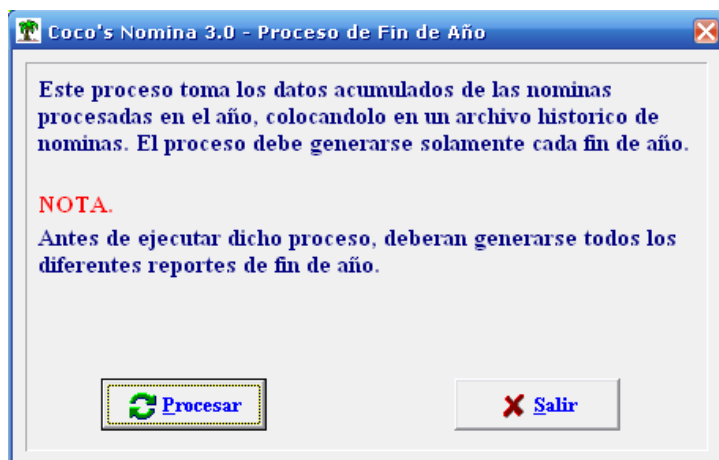 Coco's Nomina 3.0 - Proceso de Fin de Año
Este proceso toma los datos acumulados de las nominas
procesadas en el año, colocandolo en un archivo historico de
nominas. El proceso debe generarse solamente cada fin de año.
NOTA.
Antes de ejecutar dicho proceso, deberan generarse todos los
diferentes reportes de fin de año.
Procesar
Salir